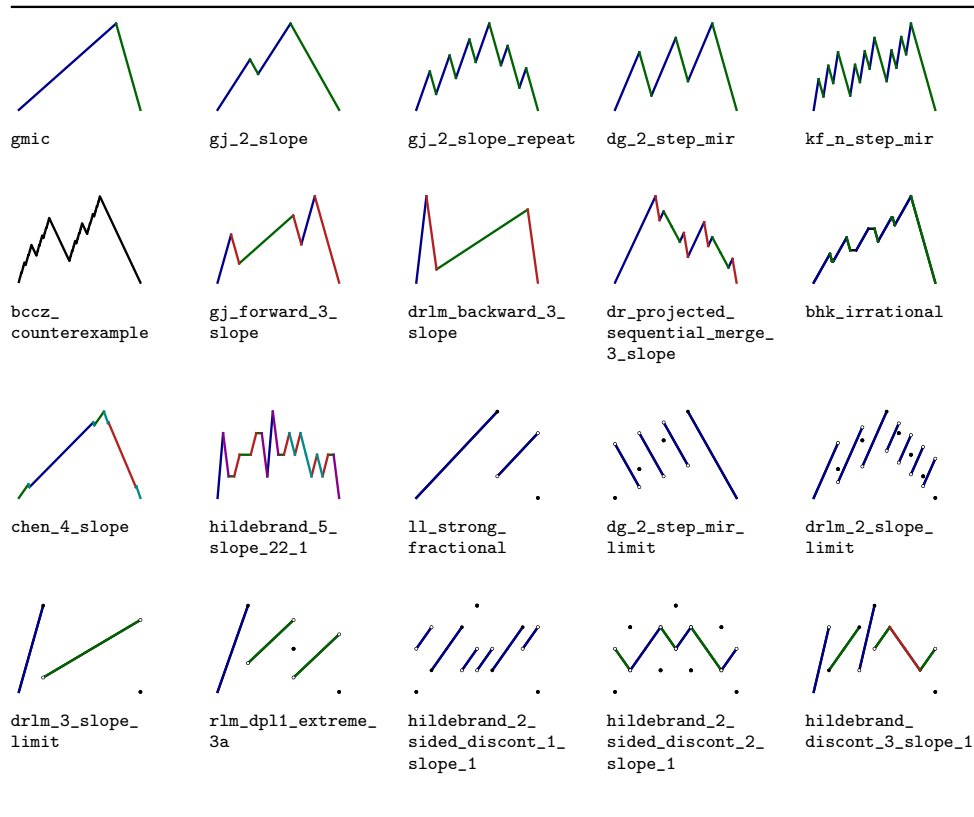 gmic
gj_2_slope
gj_2_slope_repeat
dg_2_step_mir
kf_n_step_mir
bccz_
counterexample
gj_forward_3_
slope
drlm_backward_3_
slope
dr_projected_
sequential_merge_
3_slope
bhk_irrational
chen_4_slope
hildebrand_5_
slope_22_1
ll_strong_
fractional
dg_2_step_mir_
limit
drlm_2_slope_
limit
drlm_3_slope_
limit
rlm_dpl1_extreme_
3a
hildebrand_2_
sided_discont_1_
slope_1
hildebrand_2_
sided_discont_2_
slope_1
hildebrand_
discont_3_slope_1